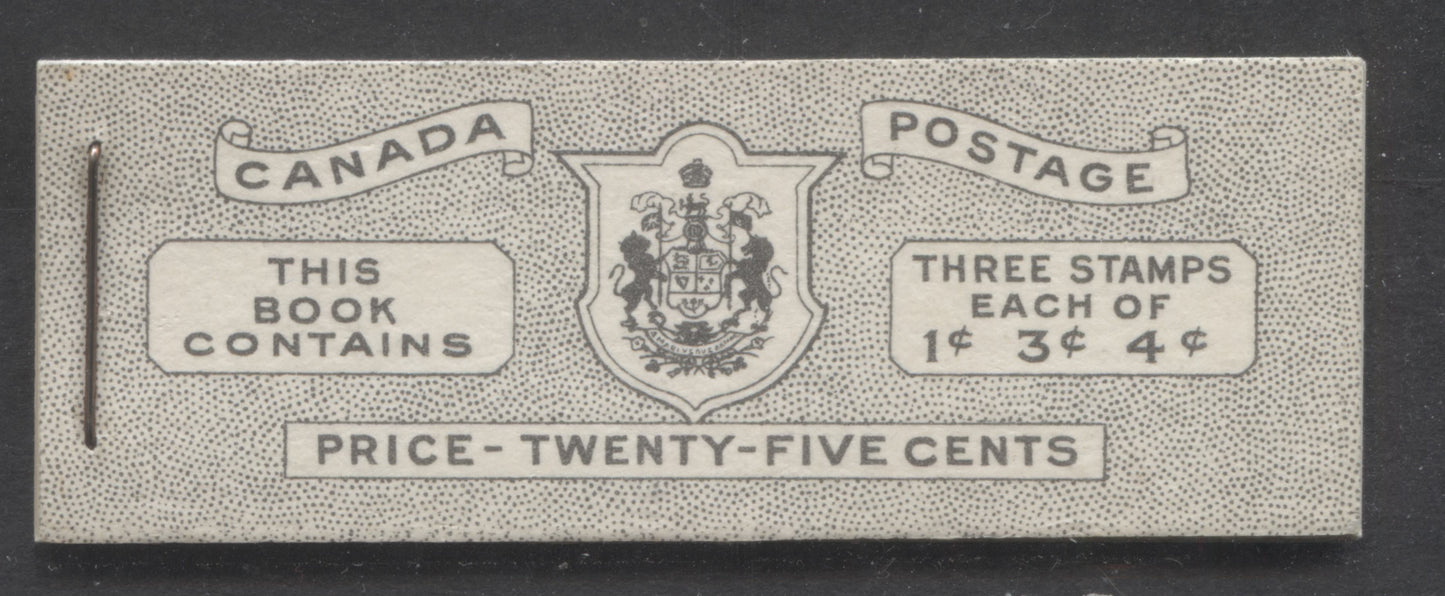 CANADA
POSTAGE
THIS
BOOK
CONTAINS
THREE STAMPS
EACH OF
1¢ 3¢ 4¢
PRICE - TWENTY-FIVE CENTS